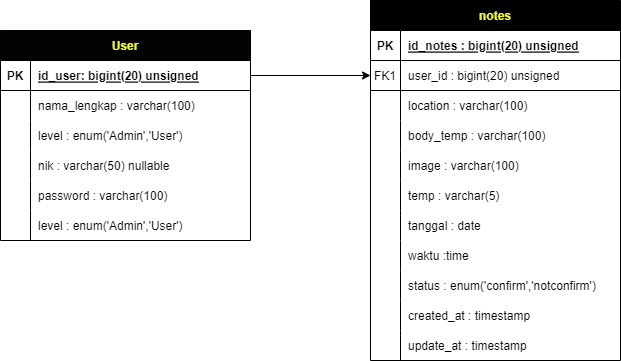 User
PK id_user: bigint(20) unsigned
nama_lengkap : varchar(100)
level : enum('Admin','User')
nik : varchar(50) nullable
password : varchar(100)
level : enum('Admin','User')
notes
PK id_notes : bigint(20) unsigned
FK1 user_id : bigint(20) unsigned
location : varchar(100)
body_temp : varchar(100)
image : varchar(100)
temp : varchar(5)
tanggal : date
waktu :time
status : enum('confirm','notconfirm')
created_at : timestamp
update_at : timestamp